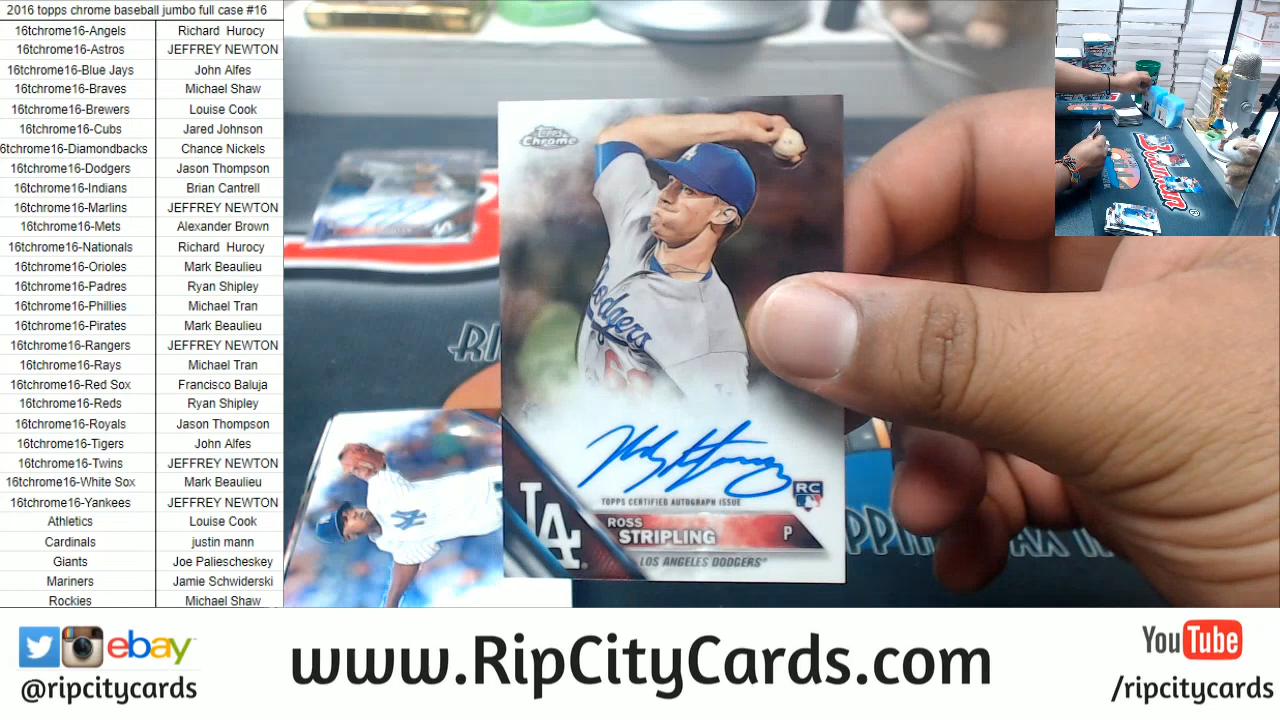 2016 topps chrome baseball jumbo full case #16
16tchrome16-Angels Richard Hurocy
16tchrome16-Astros JEFFREY NEWTON
16tchrome16-Blue Jays John Alfes
16tchrome16-Braves Michael Shaw
16tchrome16-Brewers Louise Cook
16tchrome16-Cubs Jared Johnson
6tchrome16-Diamondbacks Chance Nickels
16tchrome16-Dodgers Jason Thompson
16tchrome16-Indians Brian Cantrell
16tchrome16-Marlins JEFFREY NEWTON
16tchrome16-Mets Alexander Brown
16tchrome16-Nationals Richard Hurocy
16tchrome16-Orioles Mark Beaulieu
16tchrome16-Padres Ryan Shipley
16tchrome16-Phillies Michael Tran
16tchrome16-Pirates Mark Beaulieu
16tchrome16-Rangers JEFFREY NEWTON
16tchrome16-Rays Michael Tran
16tchrome16-Red Sox Francisco Baluja
16tchrome16-Reds Ryan Shipley
16tchrome16-Royals Jason Thompson
16tchrome16-Tigers John Alfes
16tchrome16-Twins JEFFREY NEWTON
16tchrome16-White Sox Mark Beaulieu
16tchrome16-Yankees JEFFREY NEWTON
Athletics Louise Cook
Cardinals justin mann
Giants Joe Paliescheskey
Mariners Jamie Schwiderski
Rockies Michael Shaw
Topps
Chrome
LA
Dodgers
TOPPS CERTIFIED AUTOGRAPH ISSUE
RC
ROSS
STRIPLING P
LA
LOS ANGELES DODGERS
Bowman
ebay
@ripcitycards
www.RipCityCards.com
YouTube
/ripcitycards